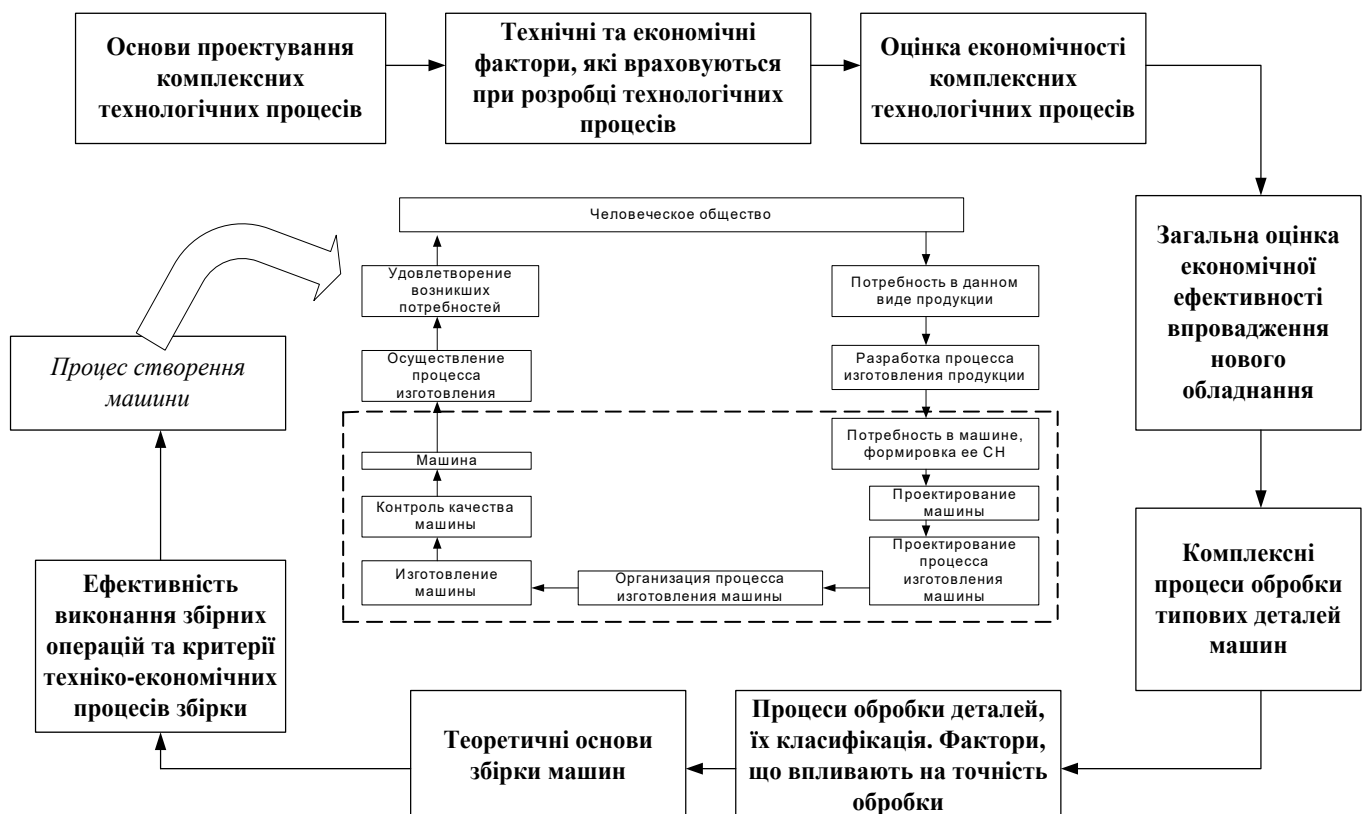 Основи проектування
комплексних
технологічних процесів
Технічні та економічні
фактори, які враховуються
при розробці технологічних
процесів
Оцінка економічності
комплексних
технологічних процесів
Загальна оцінка
економічної
ефективності
впровадження
нового
обладнання
Комплексні
процеси обробки
типових деталей
машин
Процеси обробки деталей,
їх класифікація. Фактори,
що впливають на точність
обробки
Теоретичні основи
збірки машин
Ефективність
виконання збірних
операцій та критерії
техніко-економічних
процесів збірки
Процес створення
машини
Человеческое общество
Потребность в данном
виде продукции
Разработка процесса
изготовления продукции
Потребность в машине,
формировка ее СН
Проектирование
машины
Проектирование
процесса
изготовления
машины
Организация процесса
изготовления машины
Изготовление
машины
Контроль качества
машины
Машина
Осуществление
процесса
изготовления
Удовлетворение
возникших
потребностей